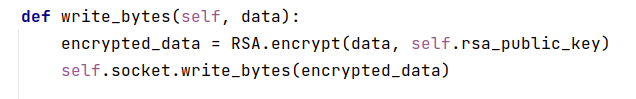 def write_bytes(self, data):
    encrypted_data = RSA.encrypt(data, self.rsa_public_key)
    self.socket.write_bytes(encrypted_data)